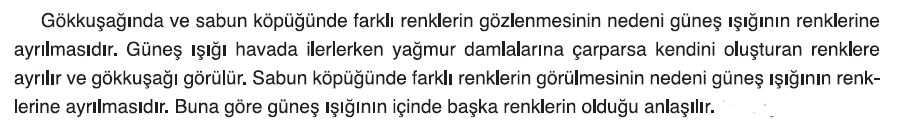 Gökkuşağında ve sabun köpüğünde farklı renklerin gözlenmesinin nedeni güneş ışığının renklerine
ayrılmasıdır. Güneş ışığı havada ilerlerken yağmur damlalarına çarparsa kendini oluşturan renklere
ayrılır ve gökkuşağı görülür. Sabun köpüğünde farklı renklerin görülmesinin nedeni güneş ışığının renk-
lerine ayrılmasıdır. Buna göre güneş ışığının içinde başka renklerin olduğu anlaşılır.